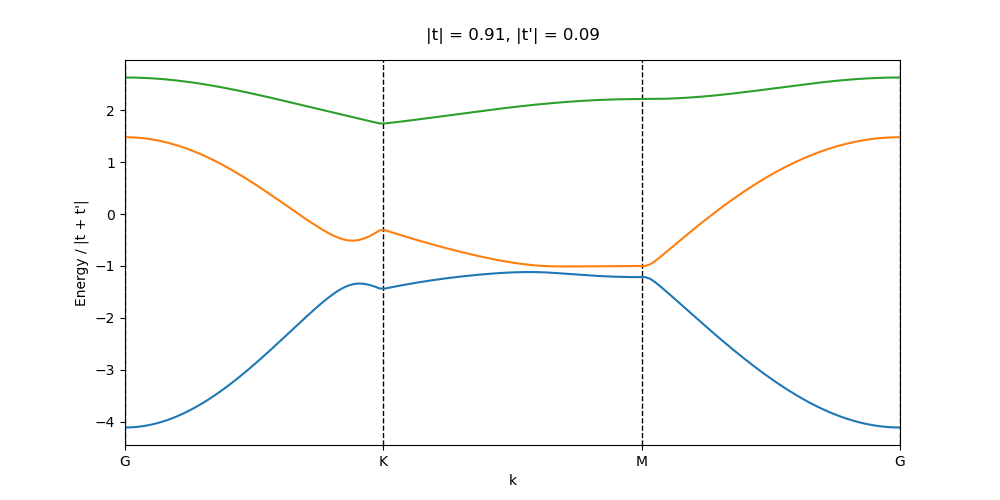 |t| = 0.91, |t'| = 0.09
Energy / |t + t'|
2
1
0
−1
−2
−3
−4
G
K
M
G
k